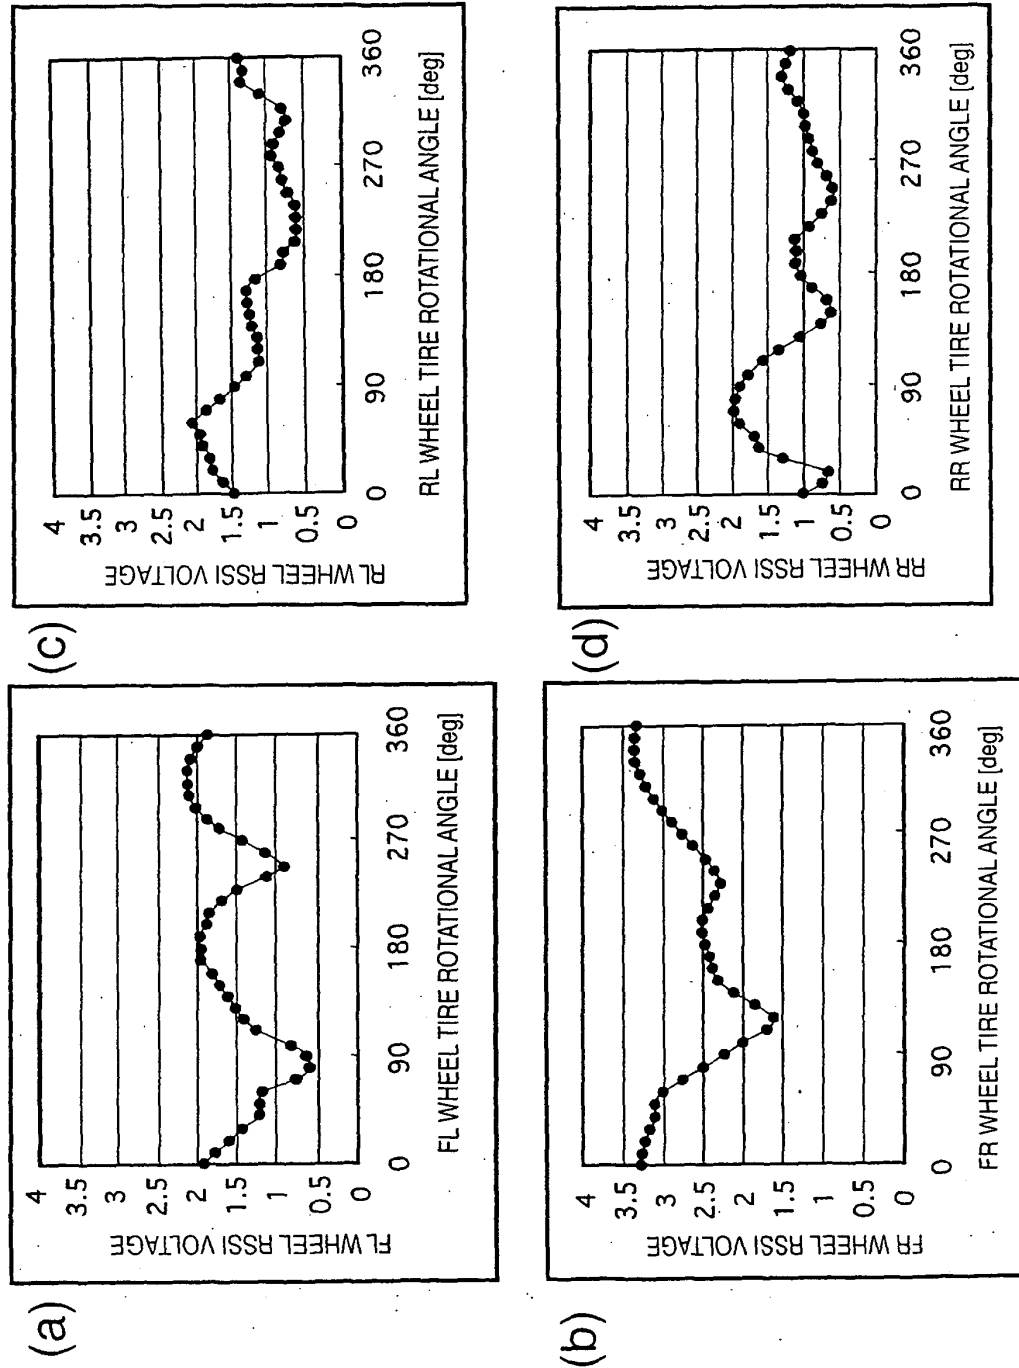 (a)
FL WHEEL RSSI VOLTAGE
4
3.5
3
2.5
2
1.5
1
0.5
0
0 90 180 270 360
FL WHEEL TIRE ROTATIONAL ANGLE [deg]
(b)
FR WHEEL RSSI VOLTAGE
4
3.5
3
2.5
2
1.5
1
0.5
0
0 90 180 270 360
FR WHEEL TIRE ROTATIONAL ANGLE [deg]
(c)
RL WHEEL RSSI VOLTAGE
4
3.5
3
2.5
2
1.5
1
0.5
0
0 90 180 270 360
RL WHEEL TIRE ROTATIONAL ANGLE [deg]
(d)
RR WHEEL RSSI VOLTAGE
4
3.5
3
2.5
2
1.5
1
0.5
0
0 90 180 270 360
RR WHEEL TIRE ROTATIONAL ANGLE [deg]